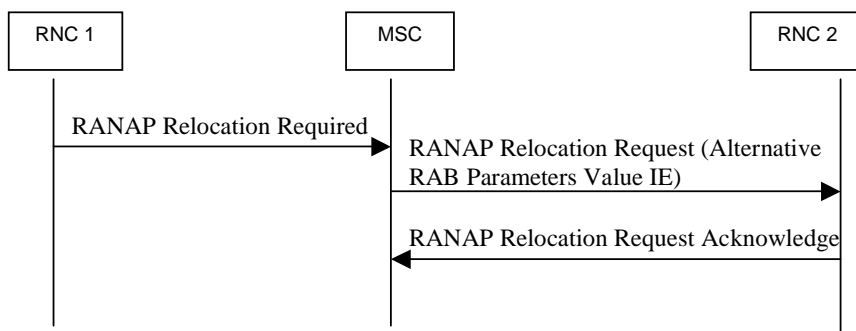 RNC 1
MSC
RNC 2
RANAP Relocation Required
RANAP Relocation Request (Alternative
RAB Parameters Value IE)
RANAP Relocation Request Acknowledge